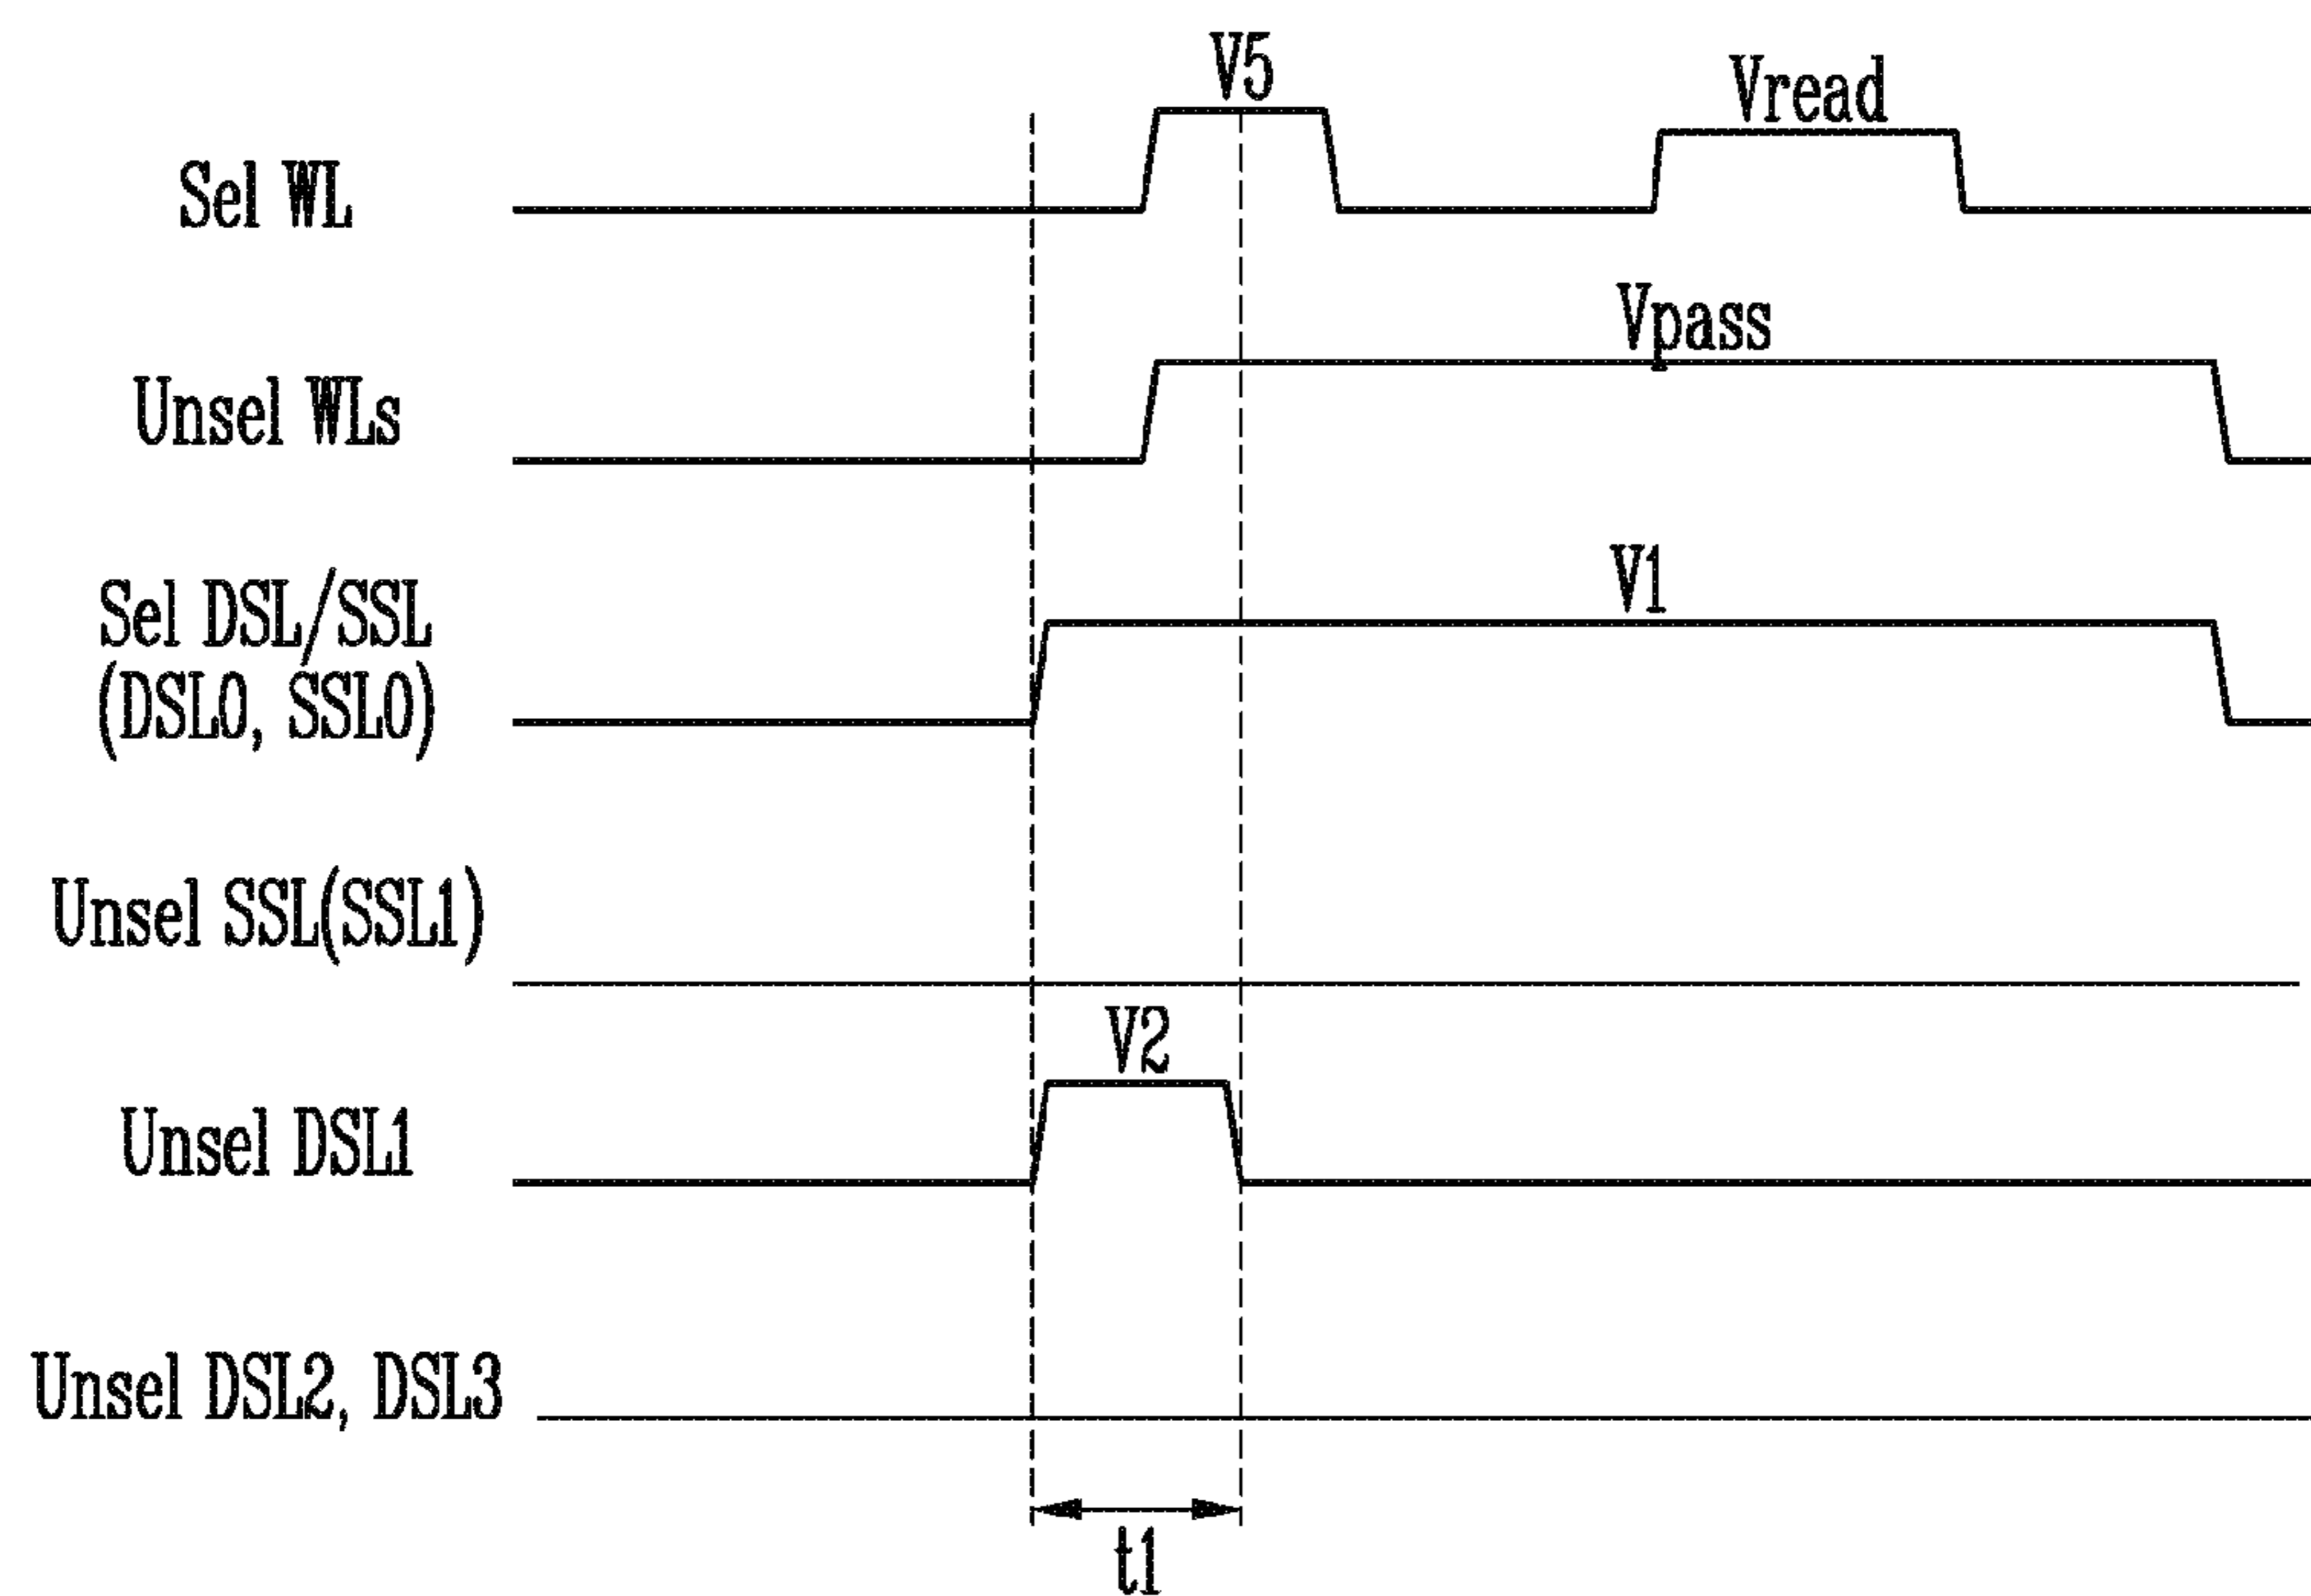 V5
Vread
Sel WL
Vpass
Unsel WLs
V1
Sel DSL/SSL
(DSL0, SSL0)
Unsel SSL(SSL1)
V2
Unsel DSL1
Unsel DSL2, DSL3
t1